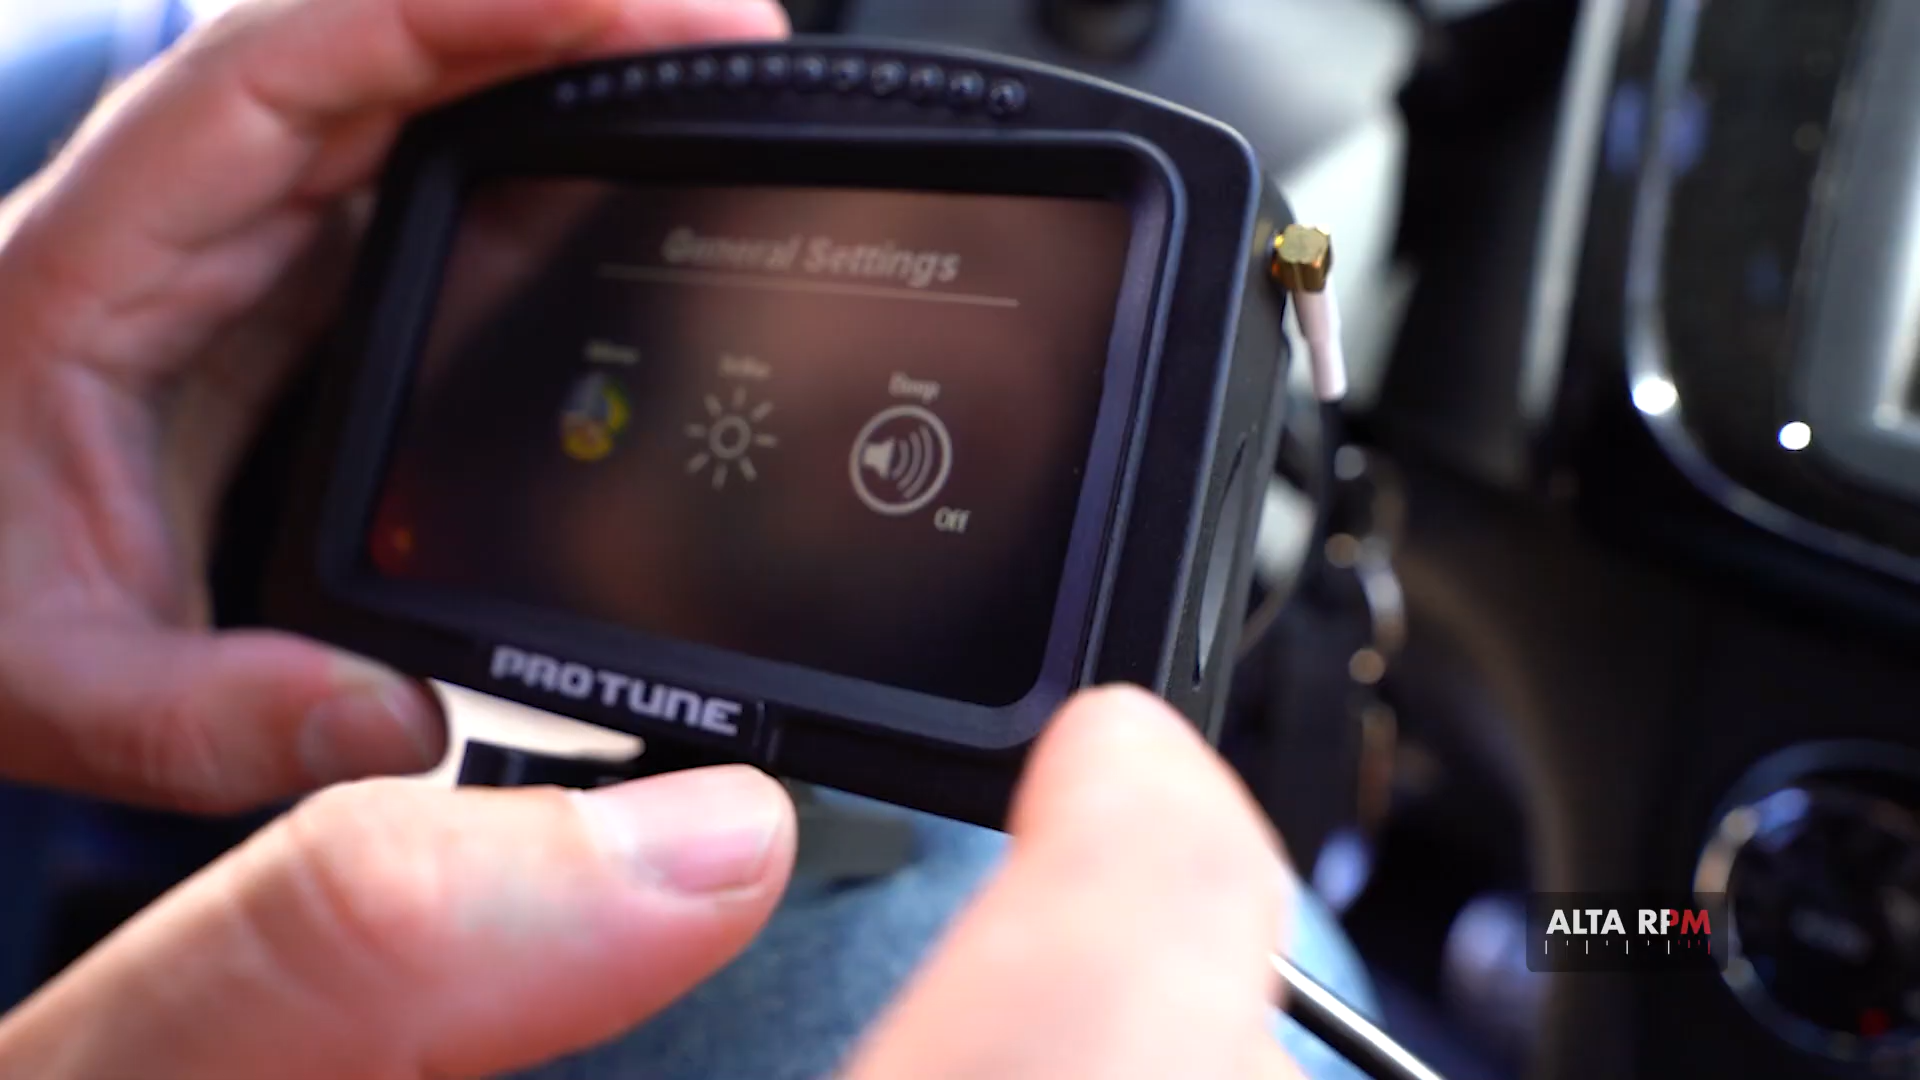 General Settings
Beep
Off
PROTUNE
ALTA RPM